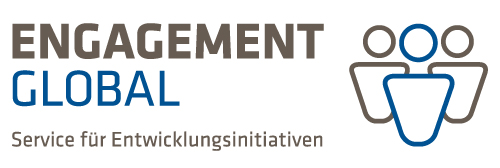 ENGAGEMENT
GLOBAL
Service für Entwicklungsinitiativen